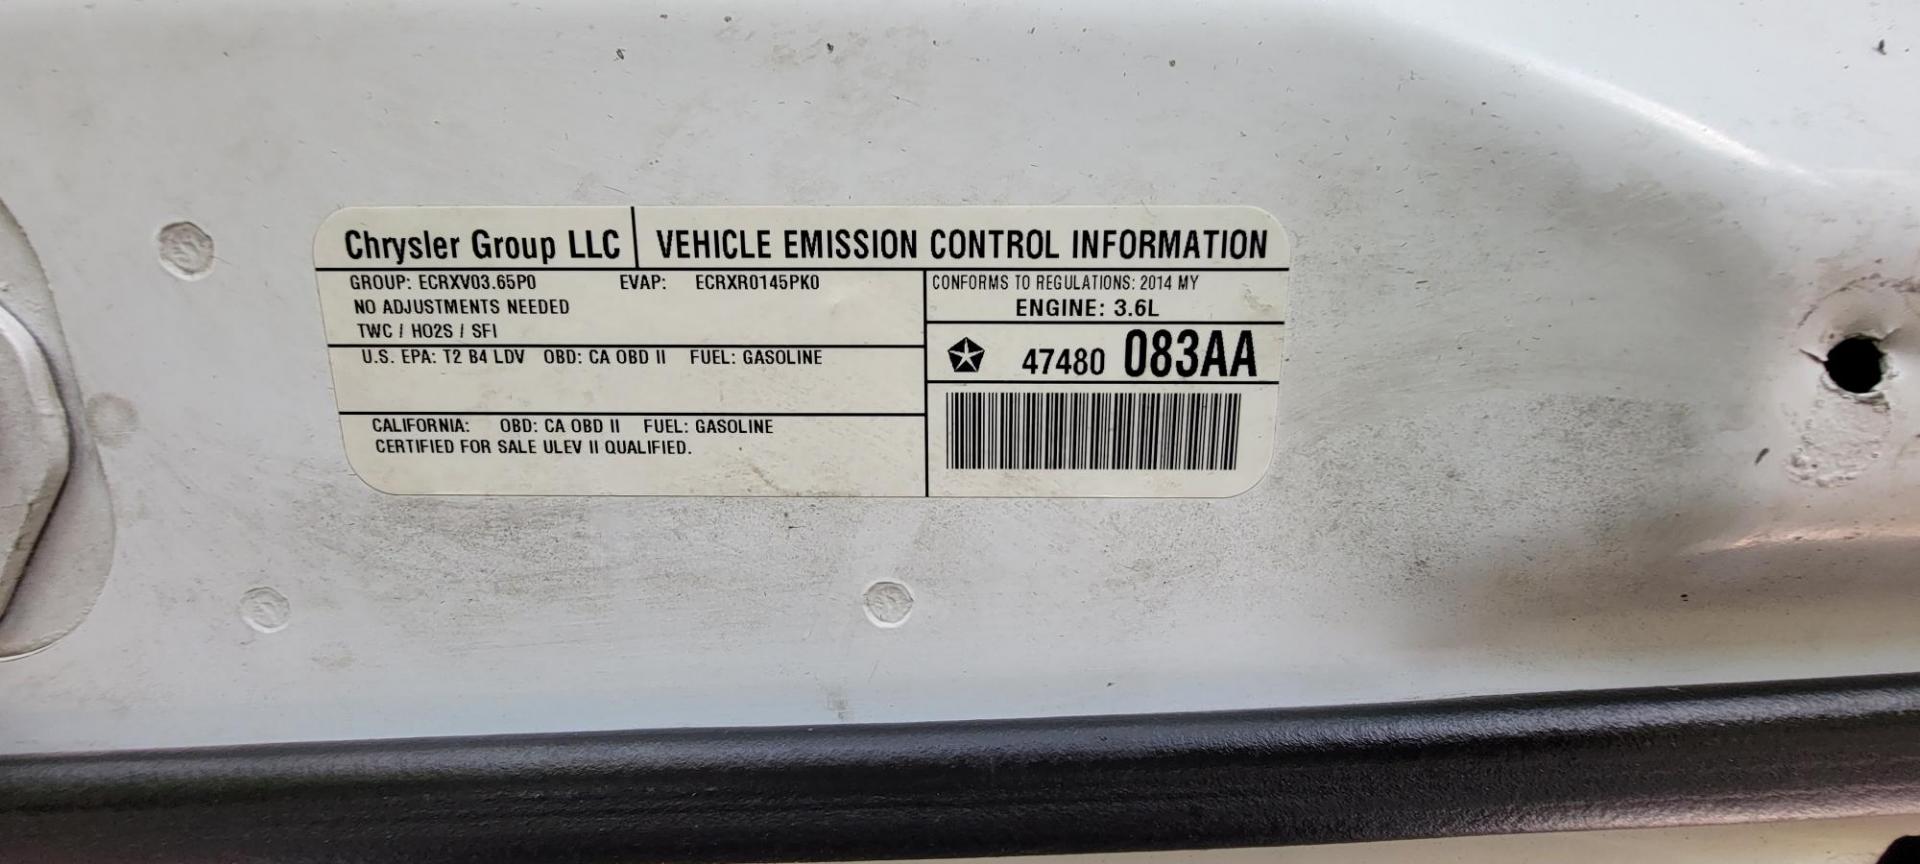 Chrysler Group LLC
VEHICLE EMISSION CONTROL INFORMATION
GROUP: ECRXV03.65P0 EVAP: ECRXR0145PK0
NO ADJUSTMENTS NEEDED
TWC / HO2S / SFI
U.S. EPA: T2 B4 LDV OBD: CA OBD II FUEL: GASOLINE
CALIFORNIA: OBD: CA OBD II FUEL: GASOLINE
CERTIFIED FOR SALE ULEV II QUALIFIED.
CONFORMS TO REGULATIONS: 2014 MY
ENGINE: 3.6L
47480 083AA